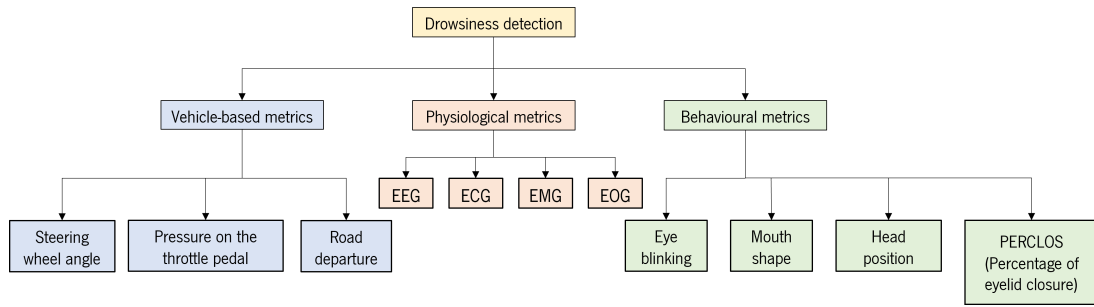 Drowsiness detection
Vehicle-based metrics
Physiological metrics
Behavioural metrics
EEG
ECG
EMG
EOG
Steering
wheel angle
Pressure on the
throttle pedal
Road
departure
Eye
blinking
Mouth
shape
Head
position
PERCLOS
(Percentage of
eyelid closure)